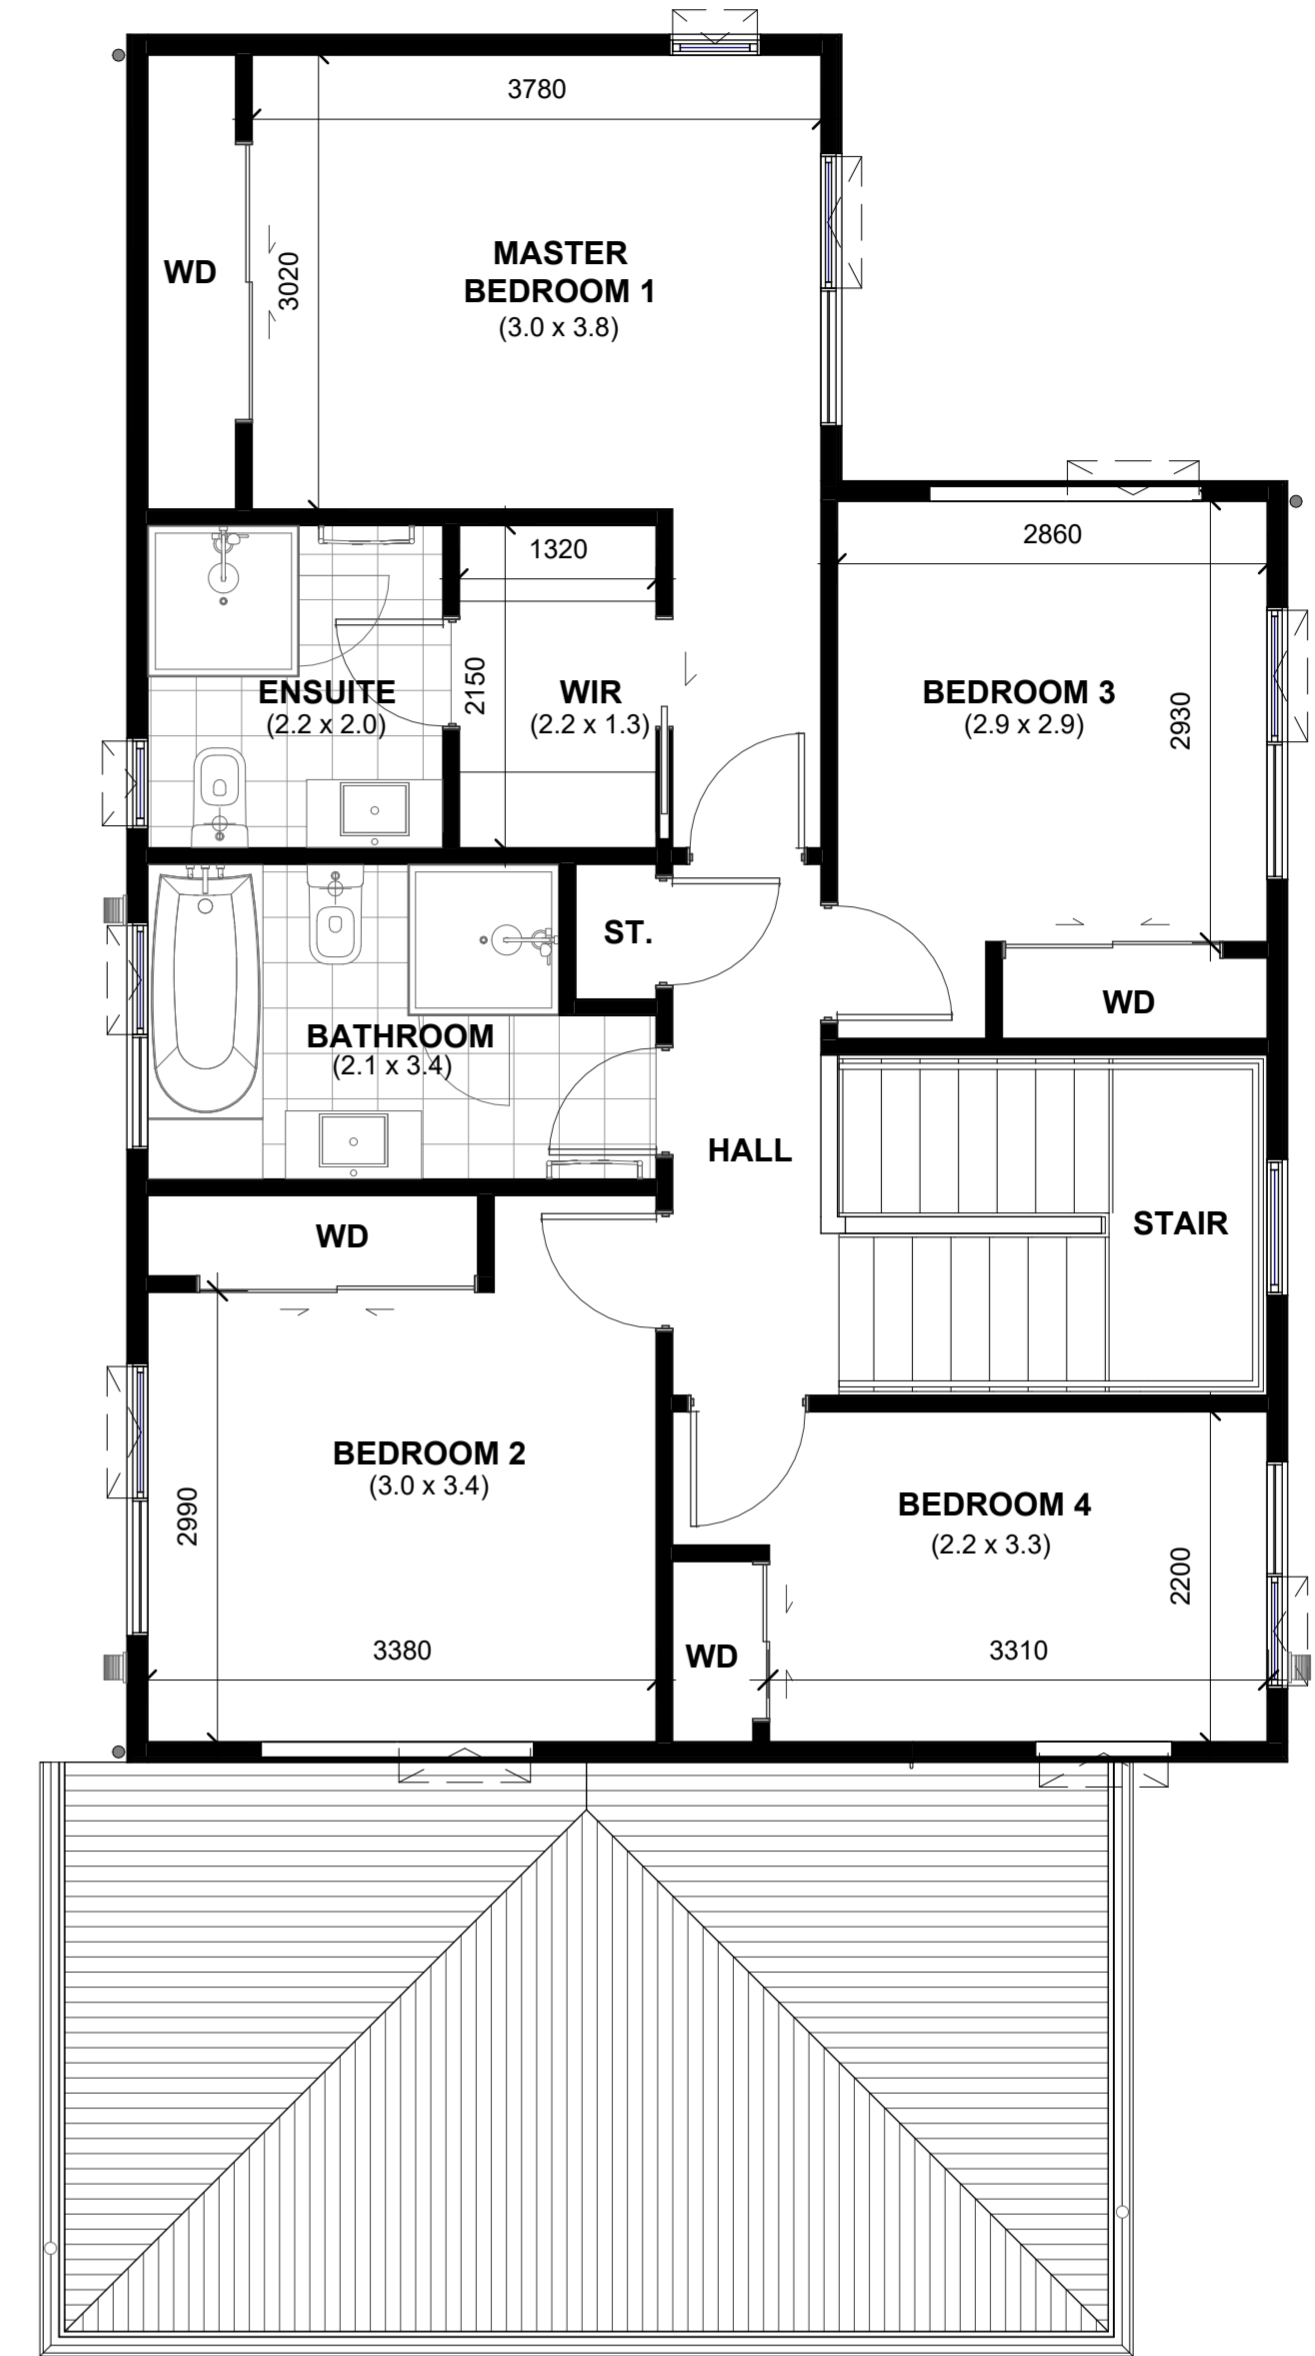 3780
WD
3020
MASTER
BEDROOM 1
(3.0 x 3.8)
1320
2860
ENSUITE
(2.2 x 2.0)
2150
WIR
(2.2 x 1.3)
BEDROOM 3
(2.9 x 2.9)
2930
ST.
WD
BATHROOM
(2.1 x 3.4)
HALL
STAIR
WD
BEDROOM 2
(3.0 x 3.4)
2990
BEDROOM 4
(2.2 x 3.3)
2200
3380
WD
3310